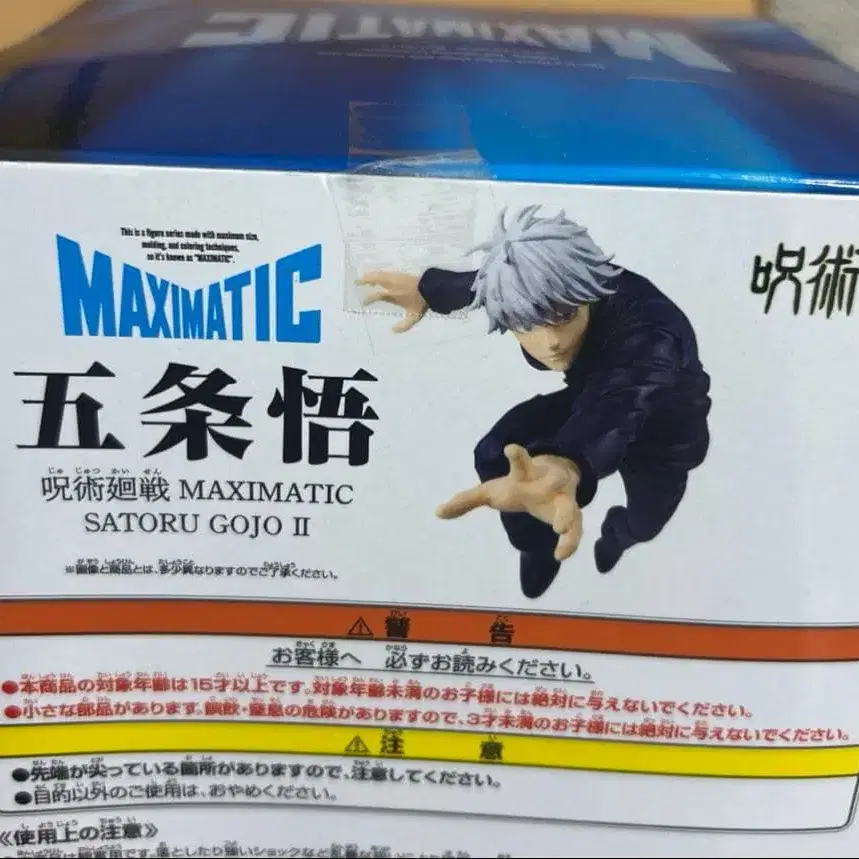 MAXIMATIC
This is a figure series made with maximum size,
molding, and coloring techniques,
so it's known as "MAXIMATIC".
MAXIMATIC
呪術
五条悟
じゅ じゅつ かい せん
呪術廻戦 MAXIMATIC
SATORU GOJO II
※画像と商品とは、多少異なりますのでご了承ください。
⚠警告
お客様へ 必ずお読みください。
●本商品の対象年齢は15才以上です。対象年齢未満のお子様には絶対に与えないでください。
●小さな部品があります。誤飲・窒息の危険がありますので、3才未満のお子様には絶対に与えないでください。
⚠注意
●先端が尖っている箇所がありますので、注意してください。
●目的以外のご使用は、おやめください。
《使用上の注意》